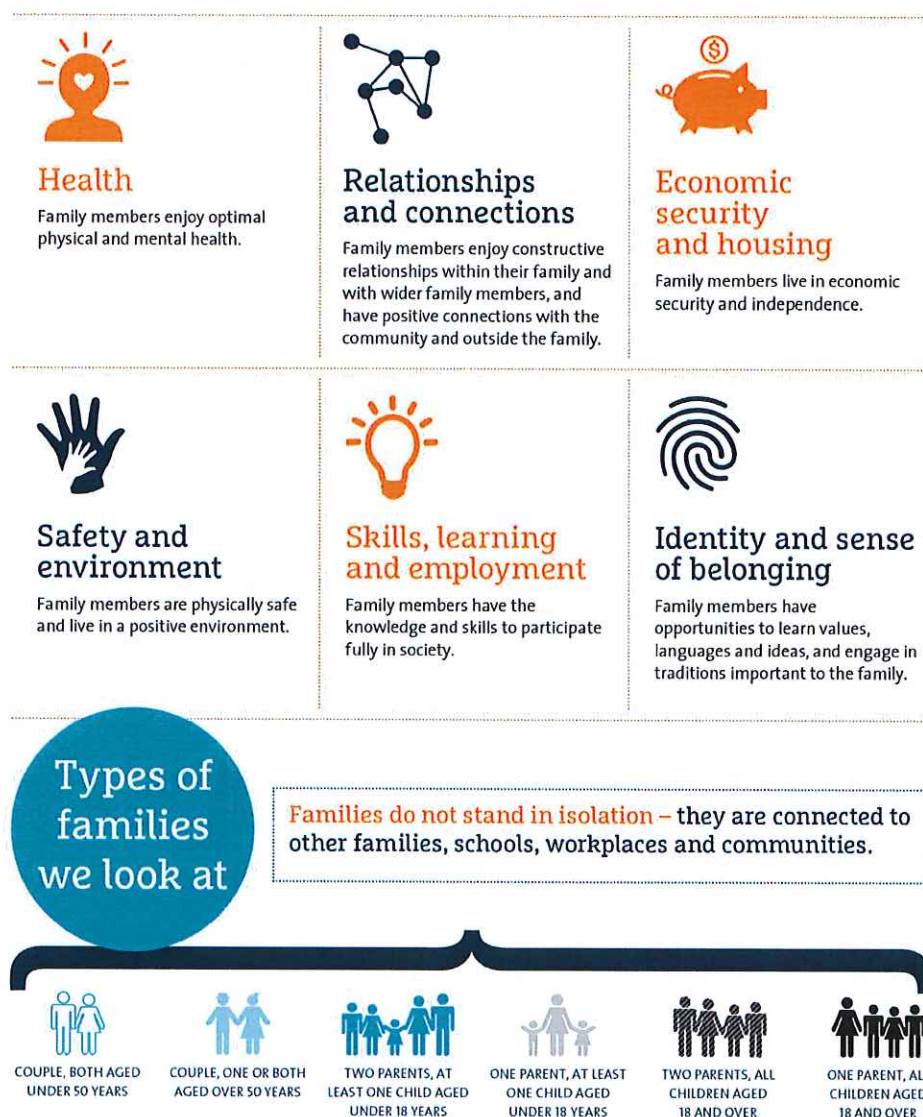 $
Health
Family members enjoy optimal
physical and mental health.
Relationships
and connections
Family members enjoy constructive
relationships within their family and
with wider family members, and
have positive connections with the
community and outside the family.
Economic
security
and housing
Family members live in economic
security and independence.
Safety and
environment
Family members are physically safe
and live in a positive environment.
Skills, learning
and employment
Family members have the
knowledge and skills to participate
fully in society.
Identity and sense
of belonging
Family members have
opportunities to learn values,
languages and ideas, and engage in
traditions important to the family.
Types of
families
we look at
Families do not stand in isolation – they are connected to
other families, schools, workplaces and communities.
COUPLE, BOTH AGED
UNDER 50 YEARS
COUPLE, ONE OR BOTH
AGED OVER 50 YEARS
TWO PARENTS, AT
LEAST ONE CHILD AGED
UNDER 18 YEARS
ONE PARENT, AT LEAST
ONE CHILD AGED
UNDER 18 YEARS
TWO PARENTS, ALL
CHILDREN AGED
18 AND OVER
ONE PARENT, AL
CHILDREN AGED
18 AND OVER